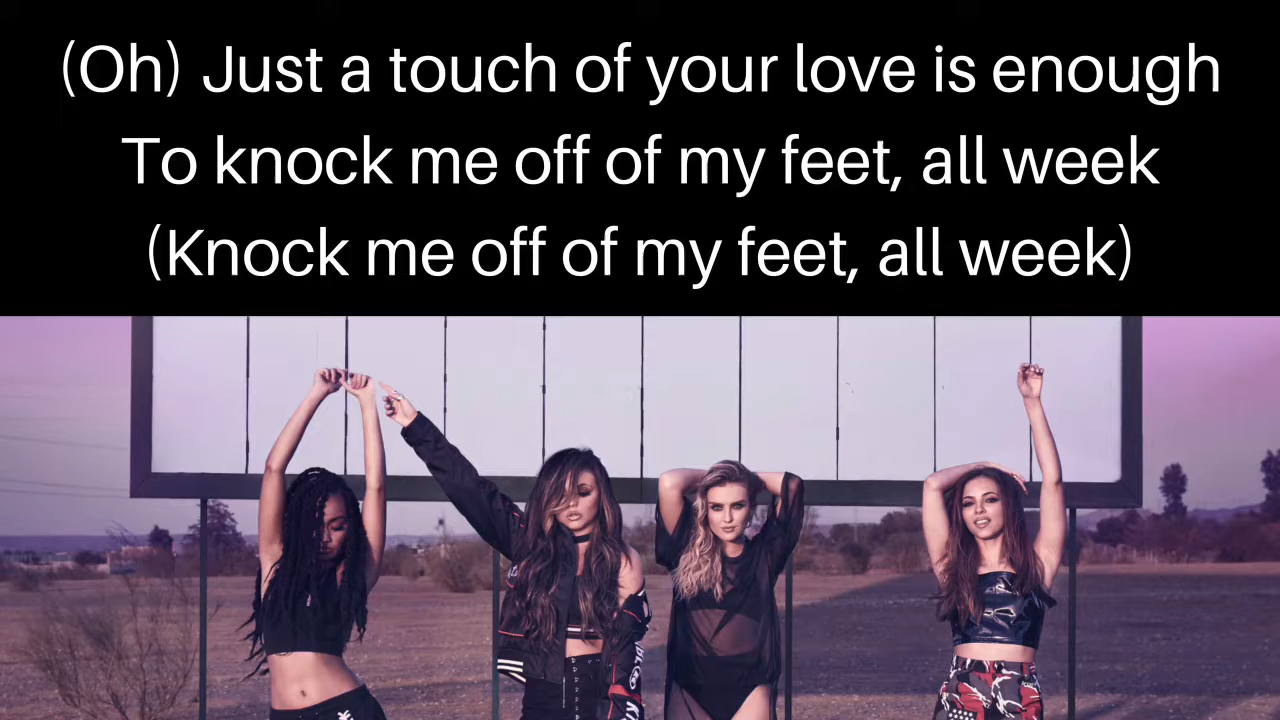 (Oh) Just a touch of your love is enough
To knock me off of my feet, all week
(Knock me off of my feet, all week)